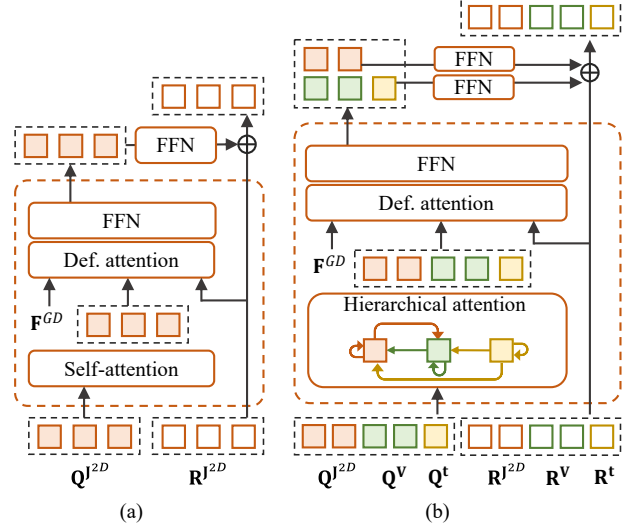 FFN
FFN
Def. attention
F^{GD}
Self-attention
Q^{J^{2D}}
R^{J^{2D}}
(a)
FFN
FFN
FFN
Def. attention
F^{GD}
Hierarchical attention
Q^{J^{2D}} Q^V Q^t
R^{J^{2D}} R^V R^t
(b)